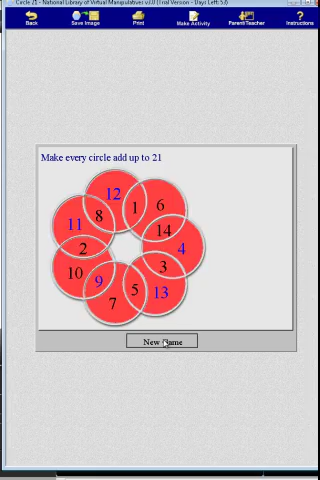 Circle 21 - National Library of Virtual Manipulatives v3.0 (Trial Version - Days Left: 53)
Back Save Image Print Make Activity Parent/Teacher Instructions
Make every circle add up to 21
12
1 6
11 8
14
2 4
10 3
9 5 13
7
New Game